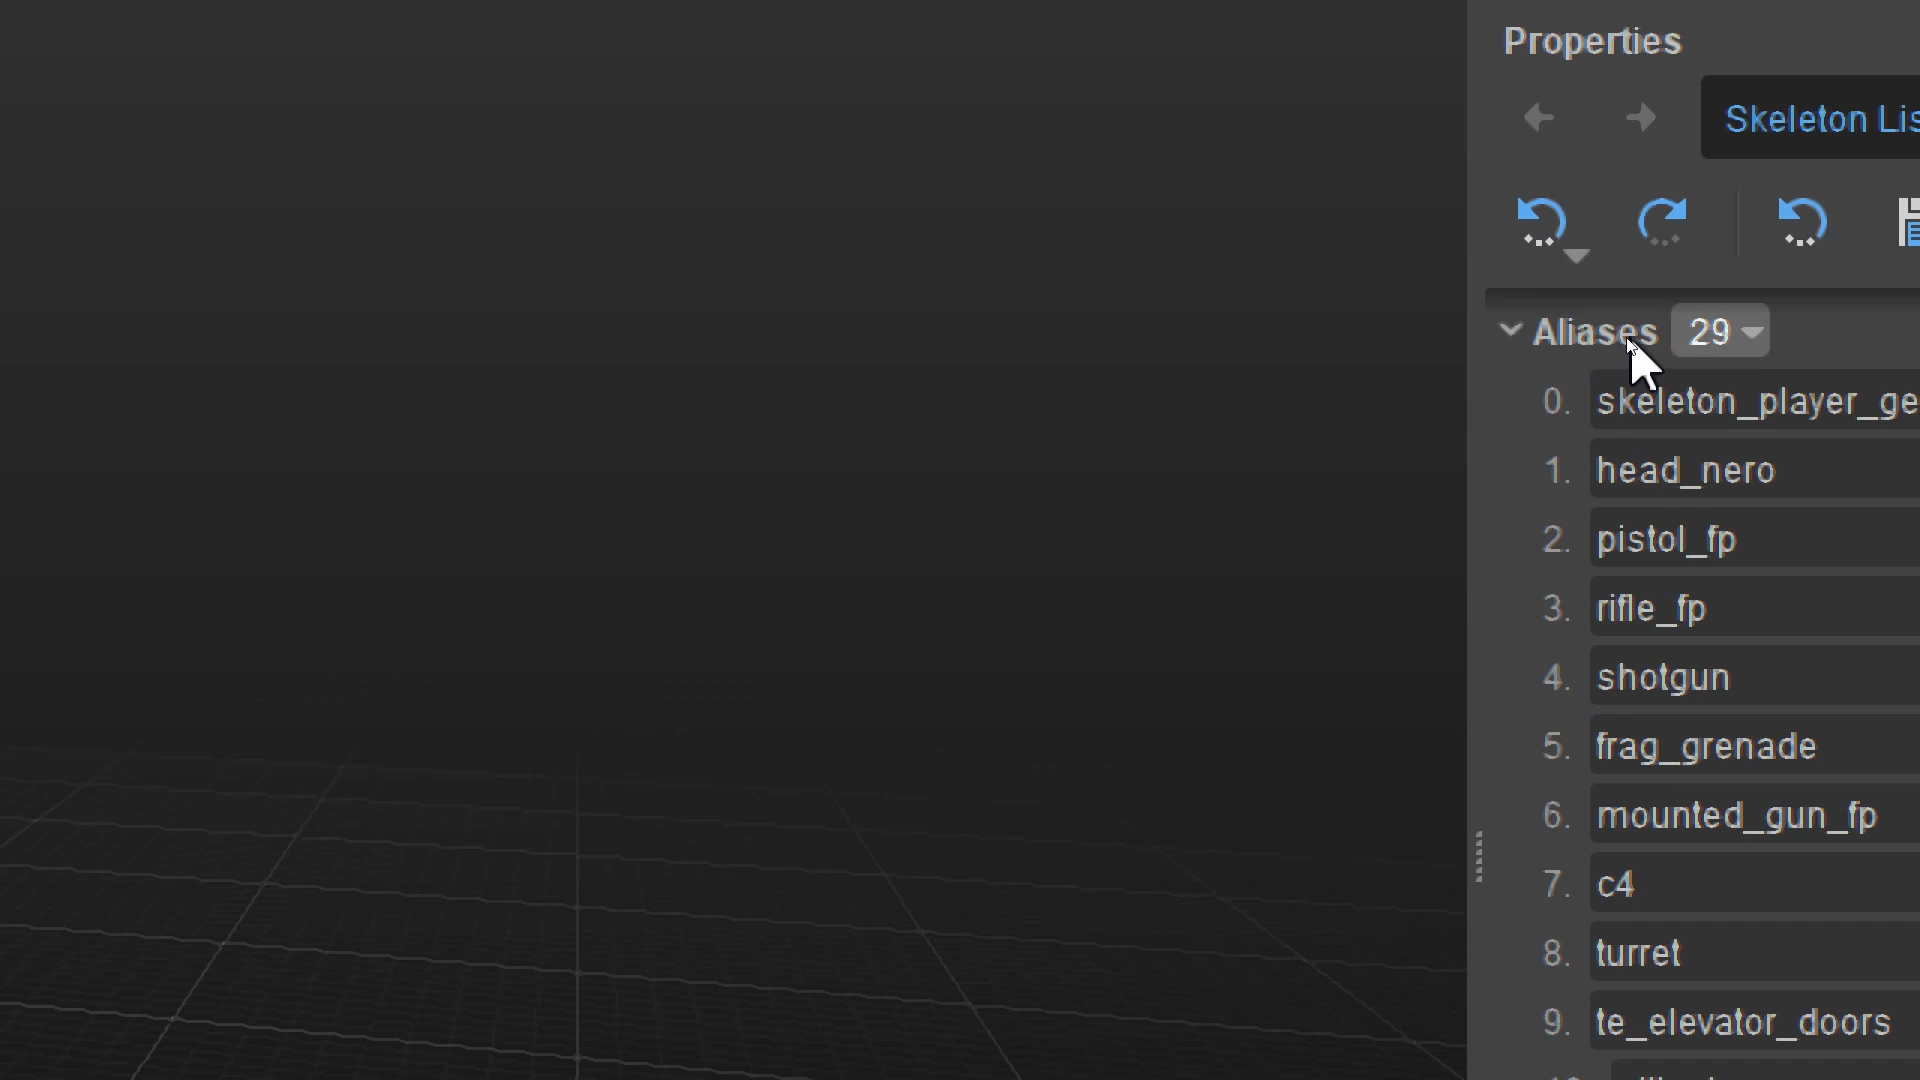 Properties
Skeleton Lis
Aliases 29
0. skeleton_player_ge
1. head_nero
2. pistol_fp
3. rifle_fp
4. shotgun
5. frag_grenade
6. mounted_gun_fp
7. c4
8. turret
9. te_elevator_doors